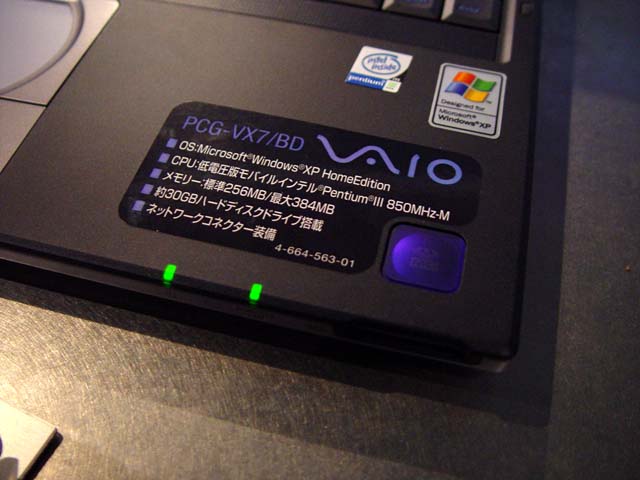 intel
inside
pentium
Designed for
Microsoft®
Windows®XP
PCG-VX7/BD VAIO
■ OS:Microsoft®Windows®XP HomeEdition
■ CPU:低電圧版モバイルインテル®Pentium®III 850MHz-M
■ メモリー:標準256MB/最大384MB
■ 約30GBハードディスクドライブ搭載
■ ネットワークコネクター装備
4-664-563-01